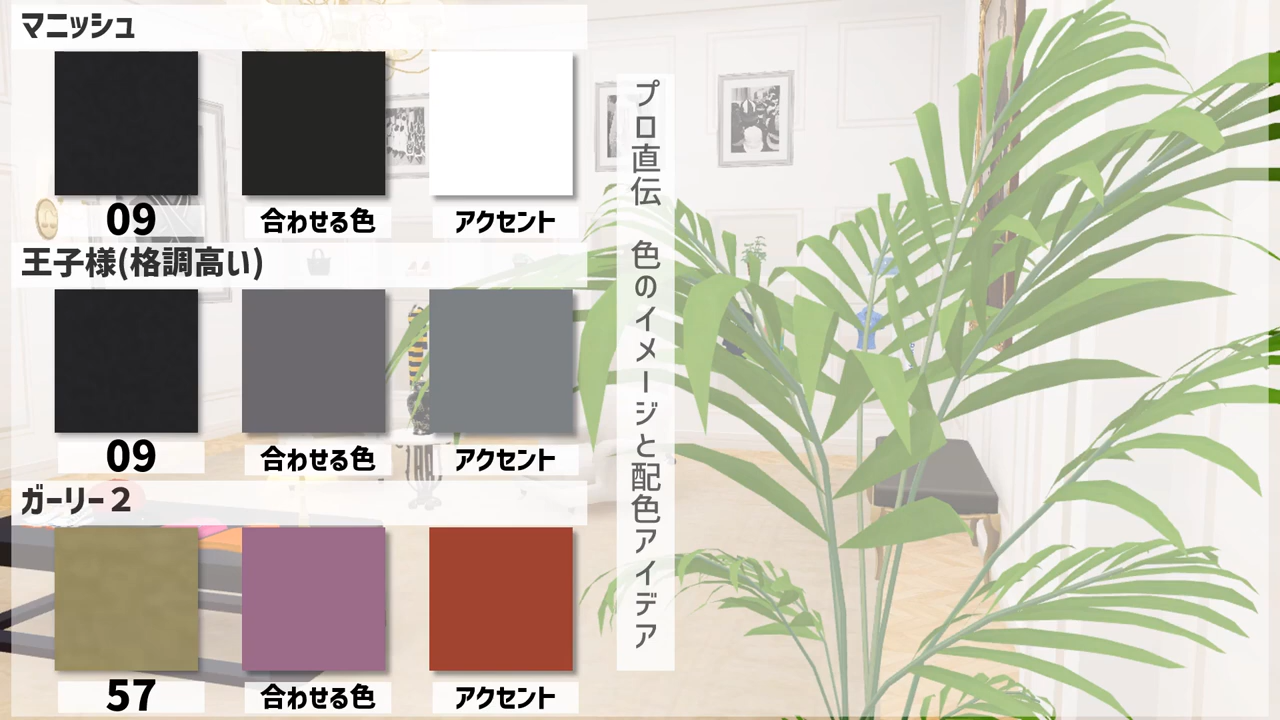 マニッシュ
09 合わせる色 アクセント
王子様(格調高い)
09 合わせる色 アクセント
ガーリー２
57 合わせる色 アクセント
プロ直伝　色のイメージと配色アイデア